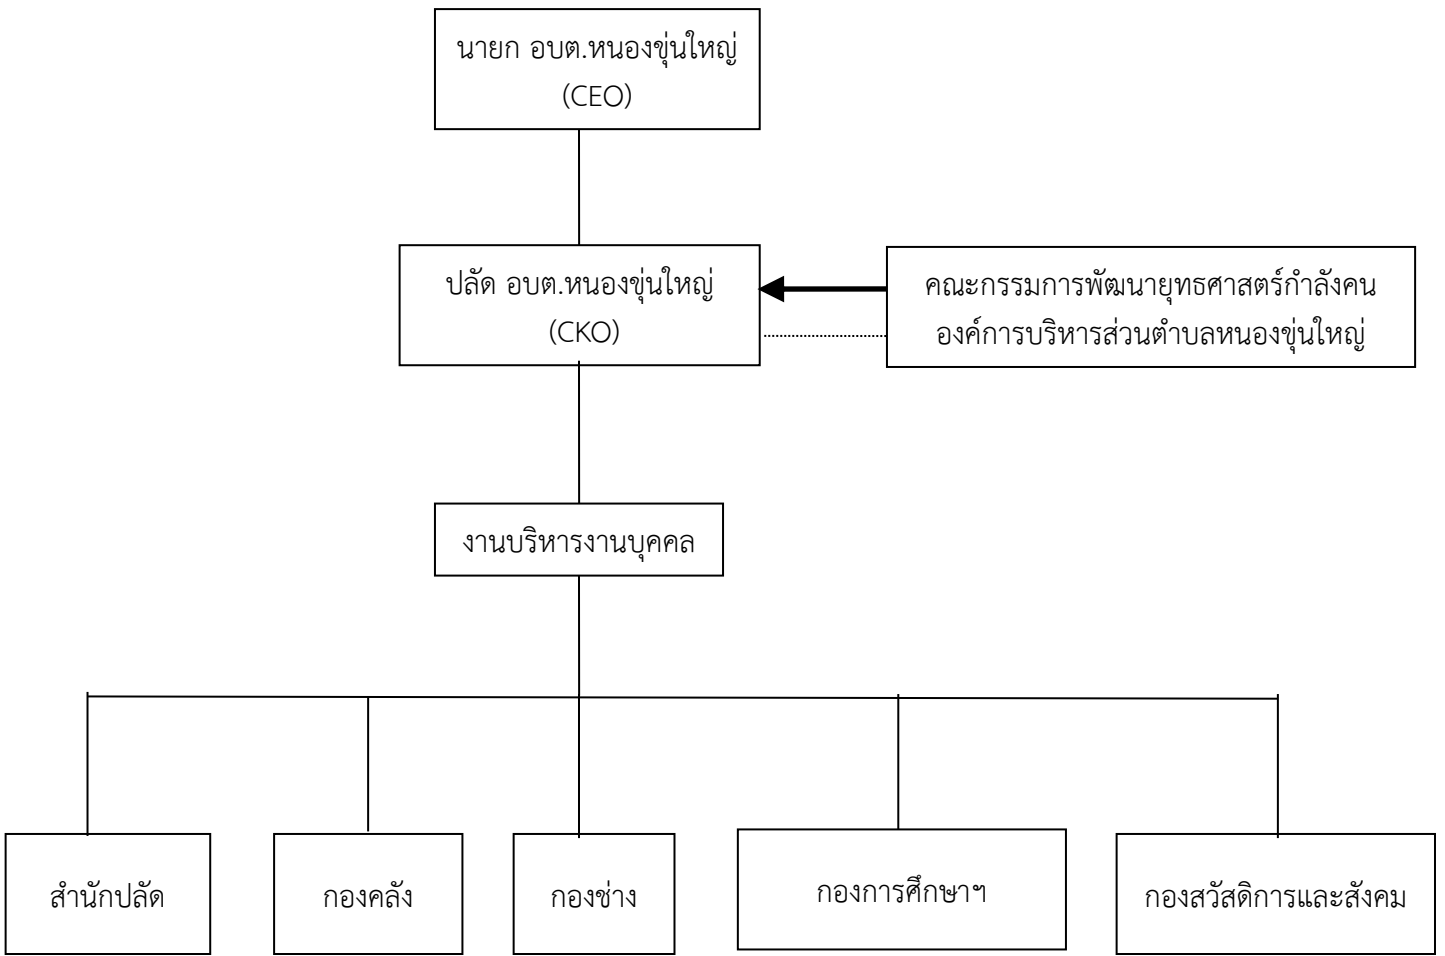 นายก อบต.หนองขุ่นใหญ่
(CEO)
ปลัด อบต.หนองขุ่นใหญ่
(CKO)
คณะกรรมการพัฒนายุทธศาสตร์กำลังคน
องค์การบริหารส่วนตำบลหนองขุ่นใหญ่
งานบริหารงานบุคคล
สำนักปลัด
กองคลัง
กองช่าง
กองการศึกษาฯ
กองสวัสดิการและสังคม